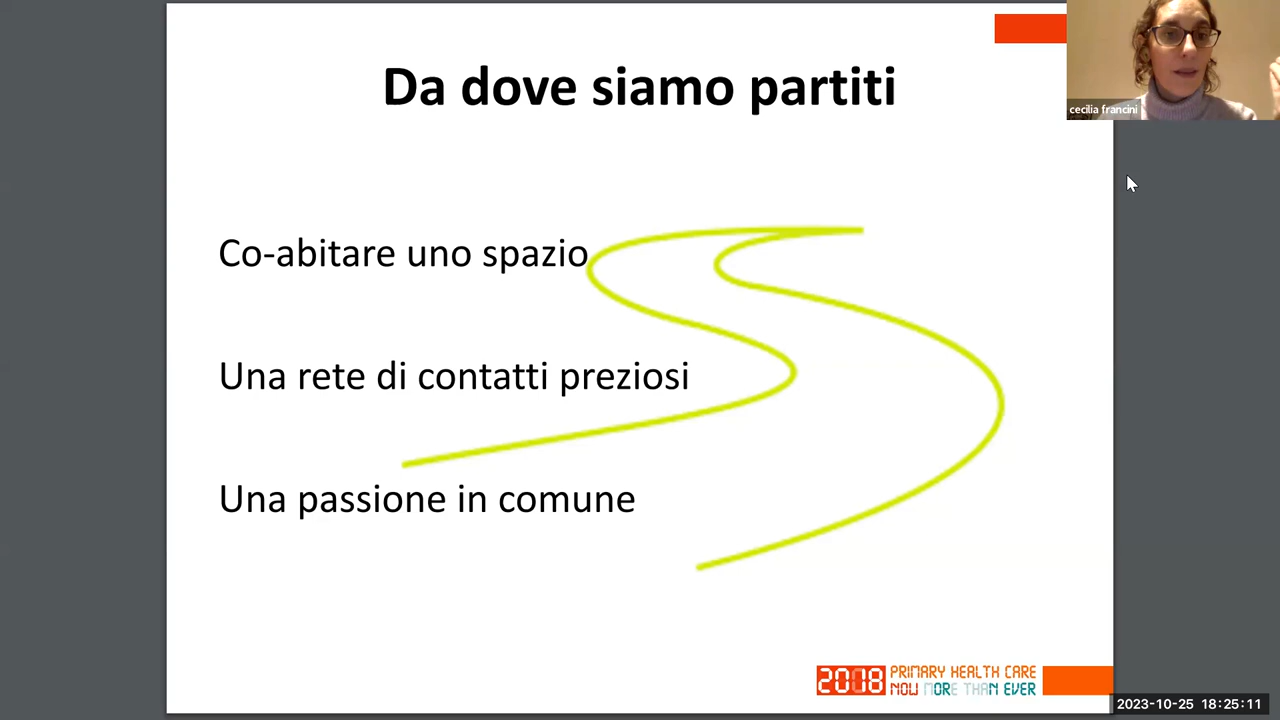 Da dove siamo partiti
cecilia francini
Co-abitare uno spazio
Una rete di contatti preziosi
Una passione in comune
2008 PRIMARY HEALTH CARE
NOW MORE THAN EVER
2023-10-25 18:25:11